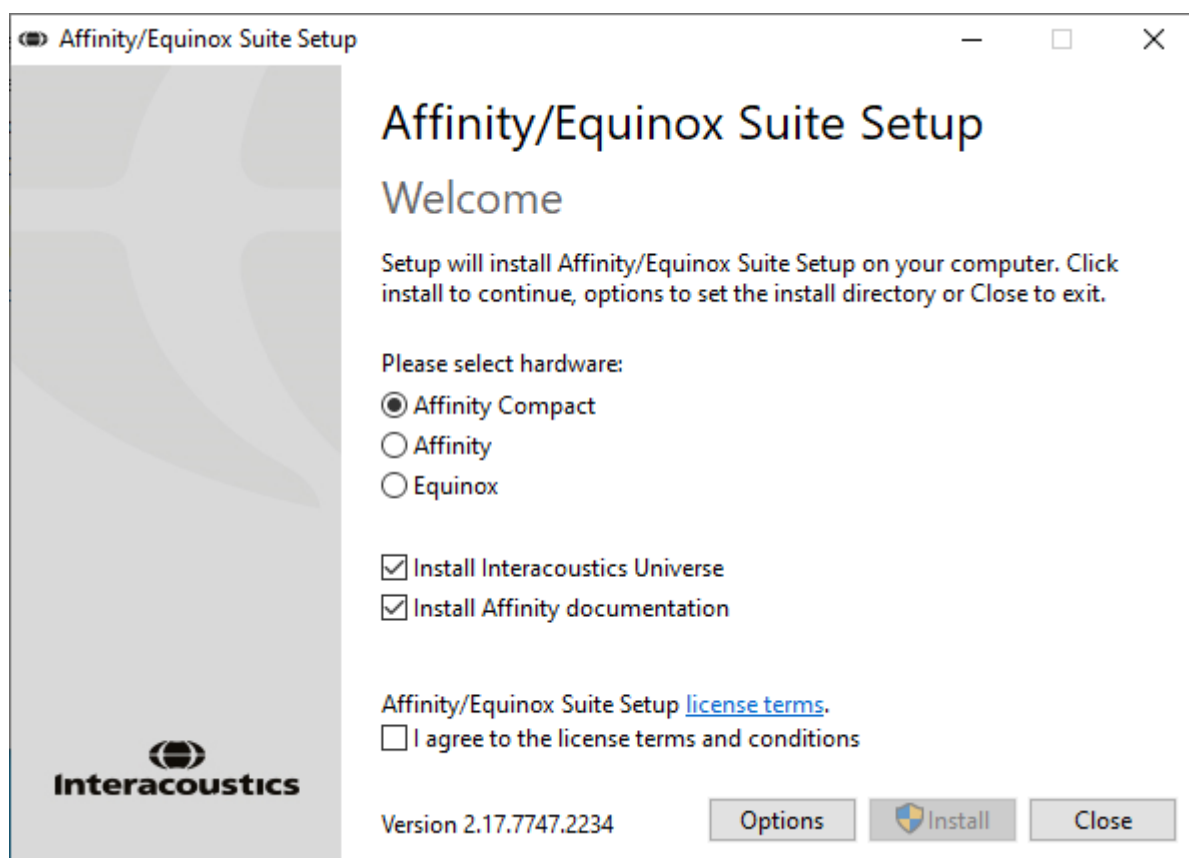 Affinity/Equinox Suite Setup
Affinity/Equinox Suite Setup
Welcome
Setup will install Affinity/Equinox Suite Setup on your computer. Click
install to continue, options to set the install directory or Close to exit.
Please select hardware:
Affinity Compact
Affinity
Equinox
Install Interacoustics Universe
Install Affinity documentation
Affinity/Equinox Suite Setup license terms.
I agree to the license terms and conditions
Interacoustics
Version 2.17.7747.2234
Options
Install
Close